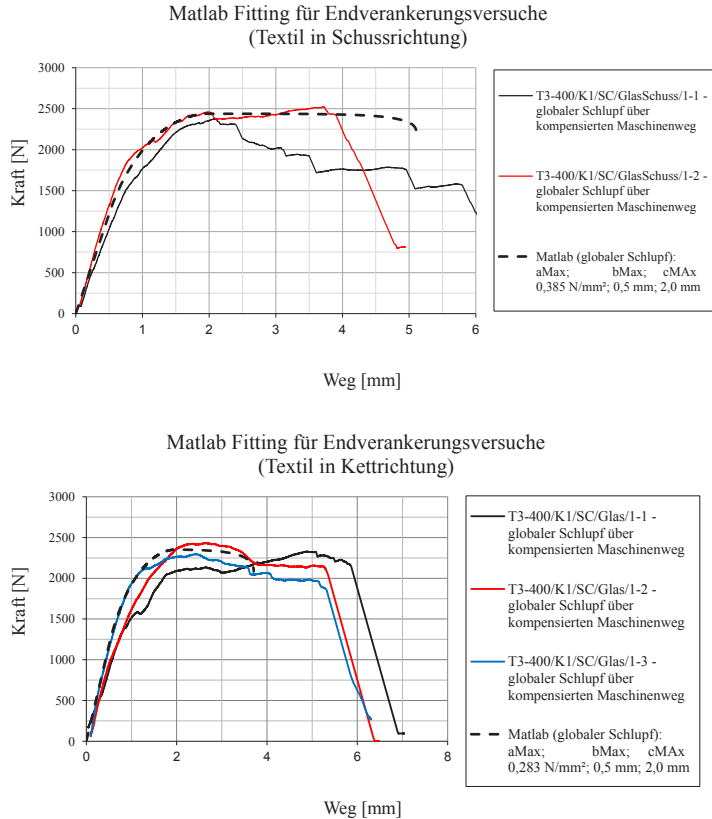 Matlab Fitting für Endverankerungsversuche
(Textil in Schussrichtung)
Kraft [N]
3000
2500
2000
1500
1000
500
0
0 1 2 3 4 5 6
Weg [mm]
T3-400/K1/SC/GlasSchuss/1-1 -
globaler Schlupf über
kompensierten Maschinenweg
T3-400/K1/SC/GlasSchuss/1-2 -
globaler Schlupf über
kompensierten Maschinenweg
Matlab (globaler Schlupf):
aMax; bMax; cMAx
0,385 N/mm²; 0,5 mm; 2,0 mm
Matlab Fitting für Endverankerungsversuche
(Textil in Kettrichtung)
Kraft [N]
3000
2500
2000
1500
1000
500
0
0 2 4 6 8
Weg [mm]
T3-400/K1/SC/Glas/1-1 -
globaler Schlupf über
kompensierten Maschinenweg
T3-400/K1/SC/Glas/1-2 -
globaler Schlupf über
kompensierten Maschinenweg
T3-400/K1/SC/Glas/1-3 -
globaler Schlupf über
kompensierten Maschinenweg
Matlab (globaler Schlupf):
aMax; bMax; cMAx
0,283 N/mm²; 0,5 mm; 2,0 mm